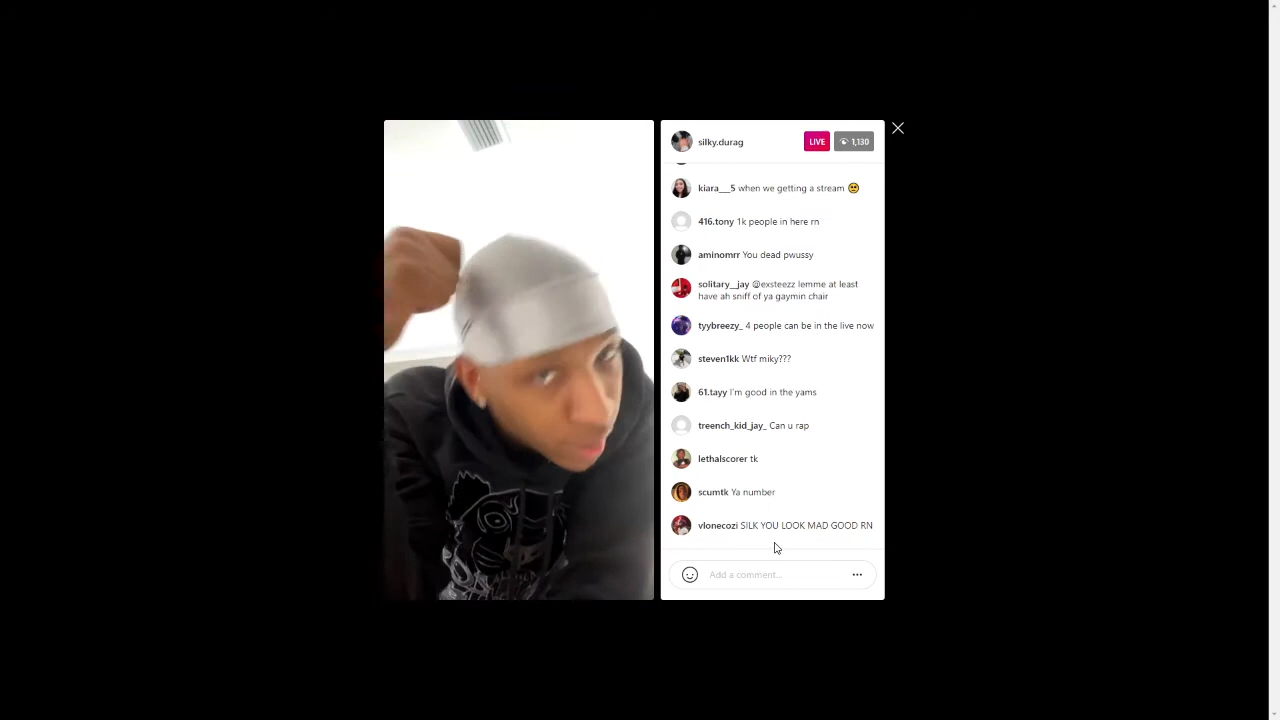 silky.durag LIVE 1,130
kiara___5 when we getting a stream
416.tony 1k people in here rn
aminomrr You dead pwussy
solitary__jay @exsteezz lemme at least
have ah sniff of ya gaymin chair
tyybreezy_ 4 people can be in the live now
steven1kk Wtf miky???
61.tayy I'm good in the yams
treench_kid_jay_ Can u rap
lethalscorer tk
scumtk Ya number
vlonecozi SILK YOU LOOK MAD GOOD RN
Add a comment...